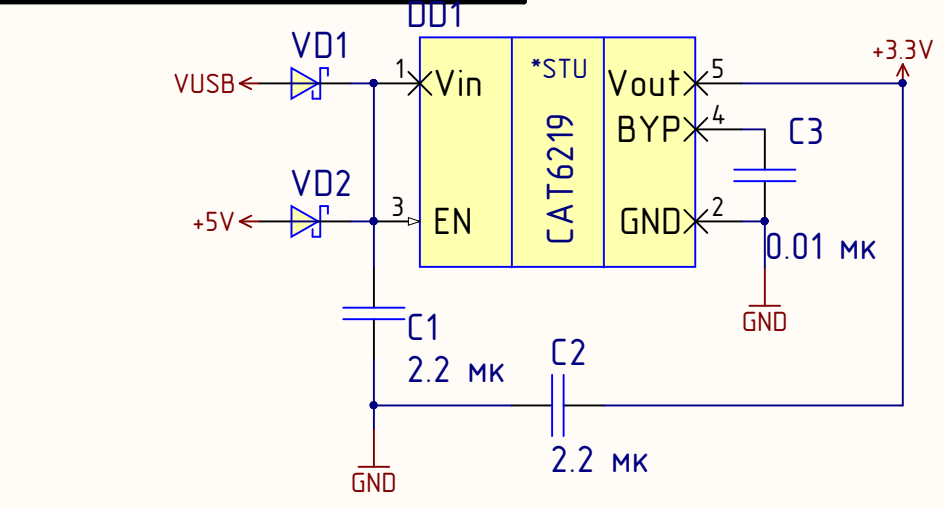 DD1
VD1
+3.3V
VUSB
1
Vin
*STU
Vout
5
BYP
4
C3
VD2
CAT6219
+5V
3
EN
GND
2
0.01 мк
GND
C1
2.2 мк
C2
2.2 мк
GND